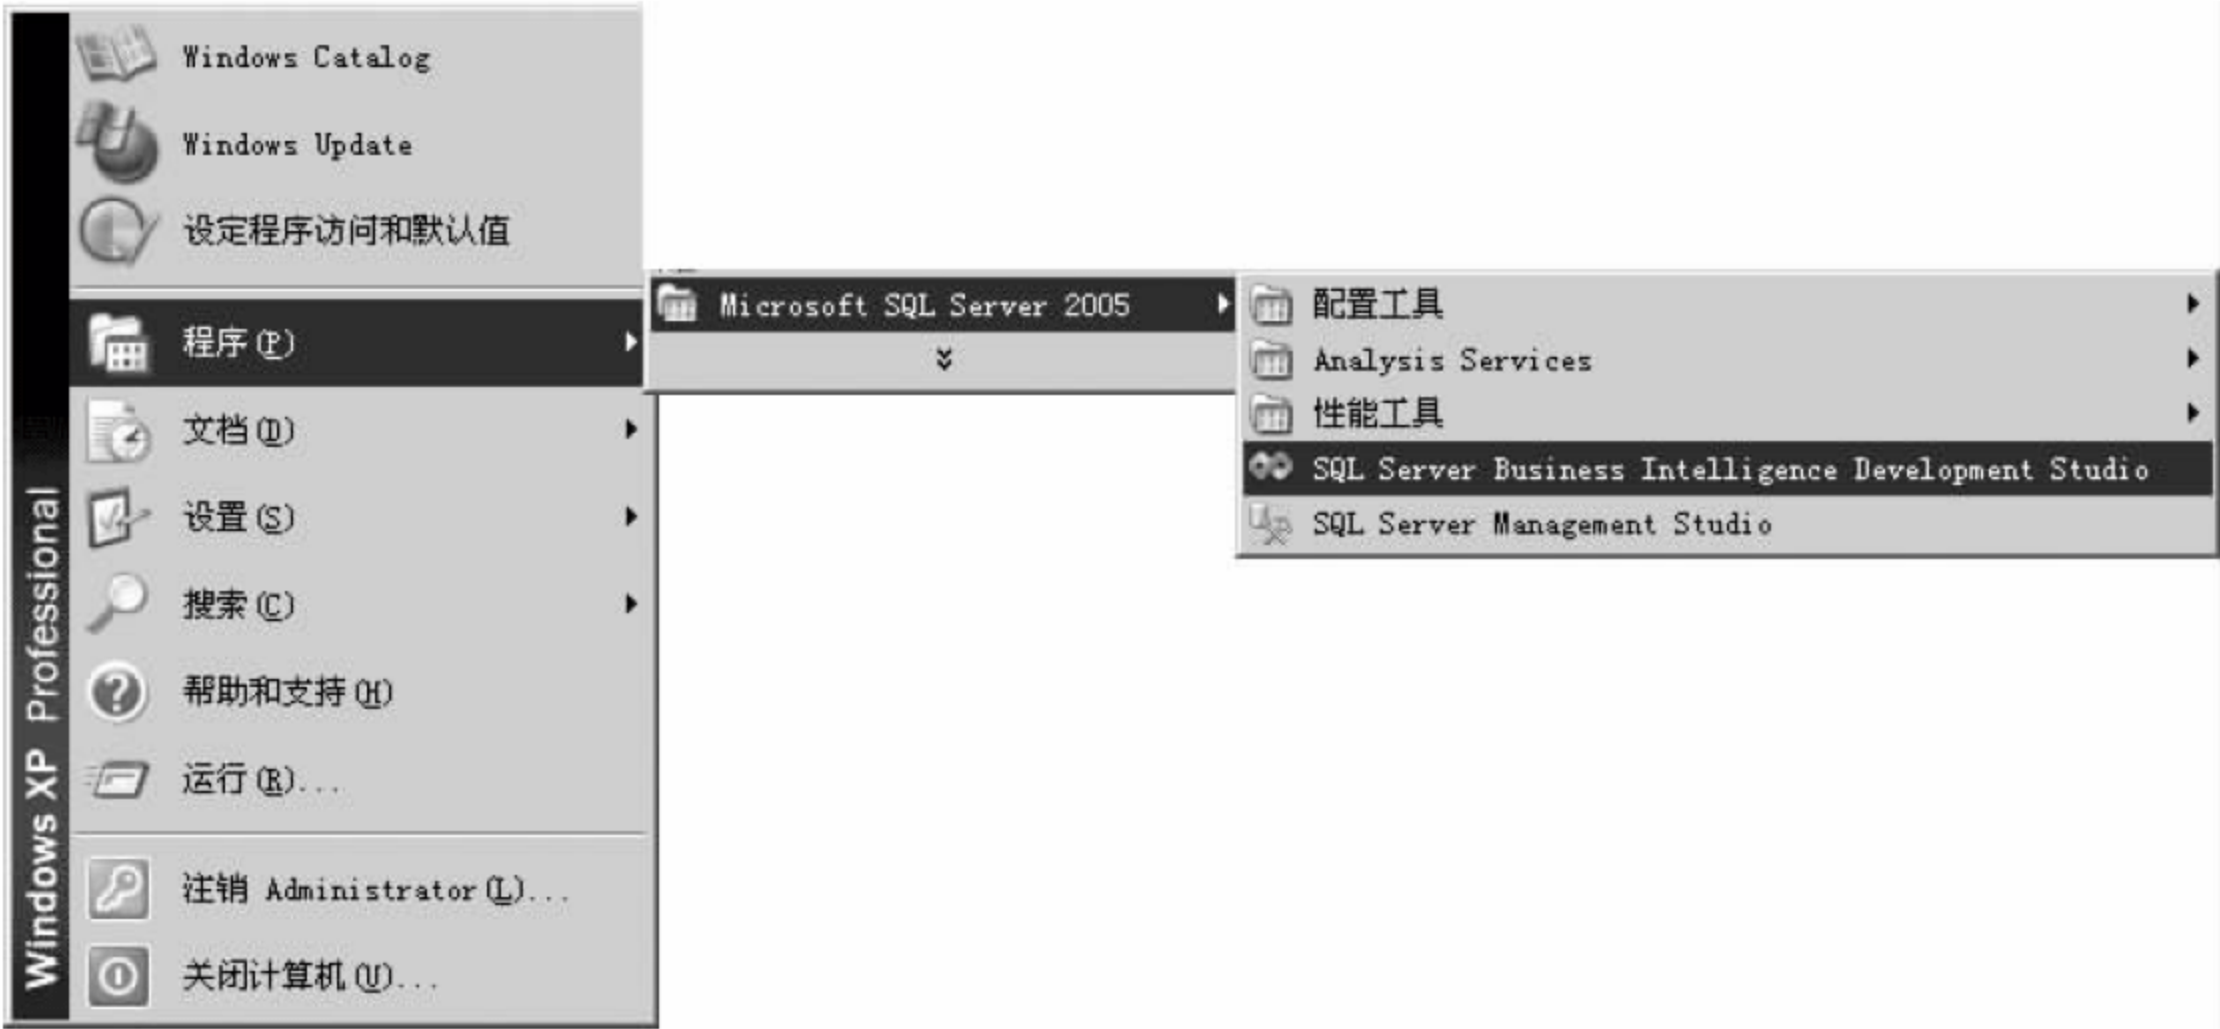 Windows Catalog
Windows Update
设定程序访问和默认值
程序(P)
文档(D)
设置(S)
搜索(C)
帮助和支持(H)
运行(R)...
注销 Administrator(L)...
关闭计算机(U)...
Windows XP Professional
Microsoft SQL Server 2005
配置工具
Analysis Services
性能工具
SQL Server Business Intelligence Development Studio
SQL Server Management Studio